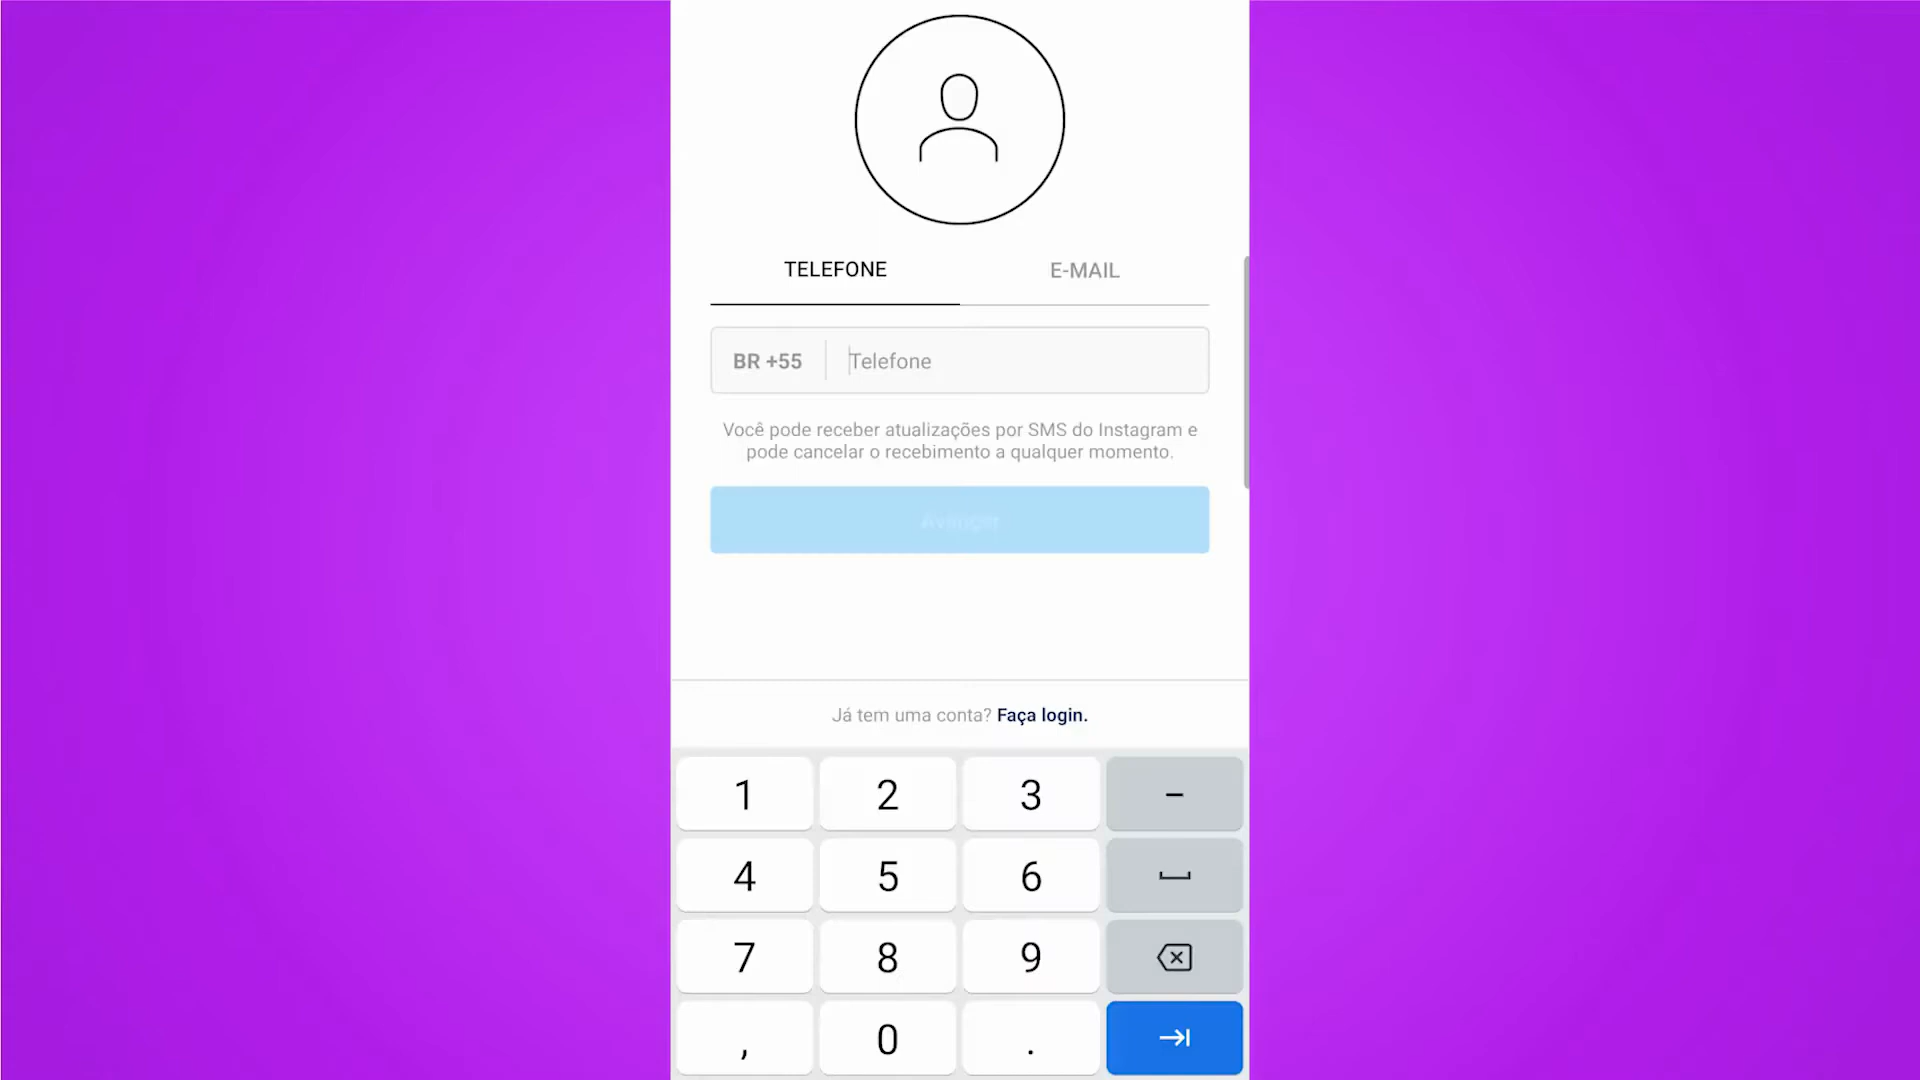 TELEFONE
E-MAIL
BR +55
Telefone
Você pode receber atualizações por SMS do Instagram e
pode cancelar o recebimento a qualquer momento.
Avançar
Já tem uma conta? Faça login.
1 2 3 -
4 5 6
7 8 9
, 0 .